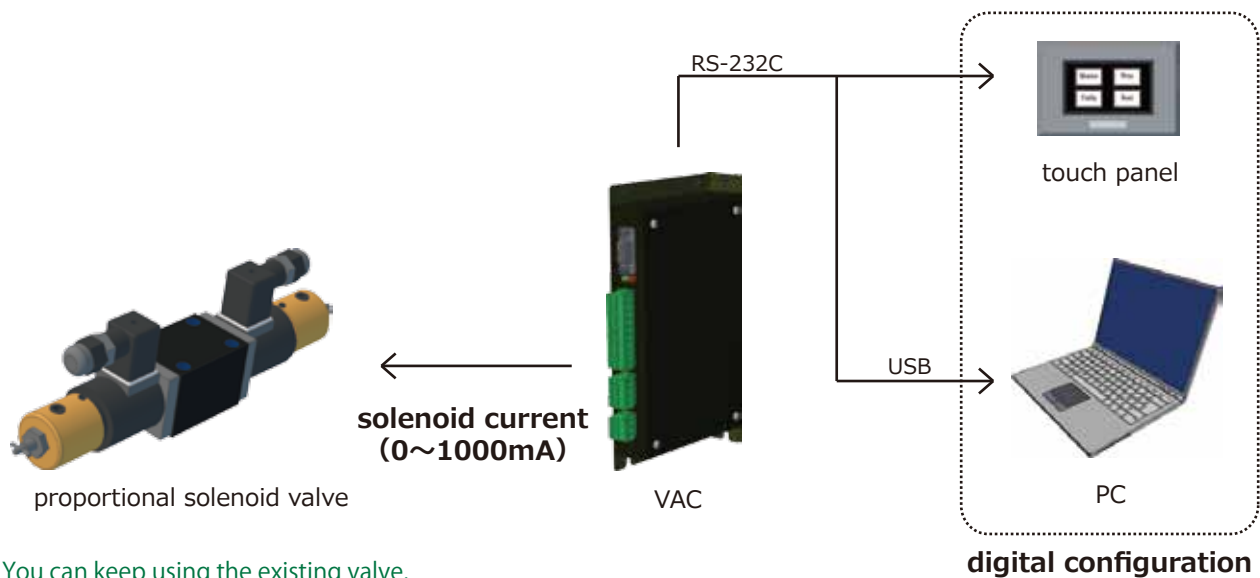 RS-232C
touch panel
USB
solenoid current
（0〜1000mA）
proportional solenoid valve
VAC
PC
digital configuration
You can keep using the existing valve.